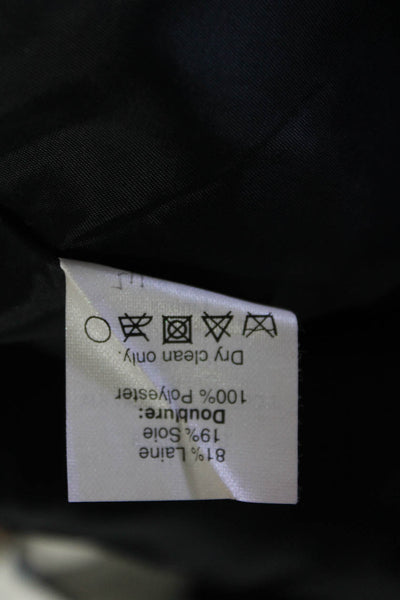 81% Laine
19% Soie
Doublure:
100% Polyester
Dry clean only.